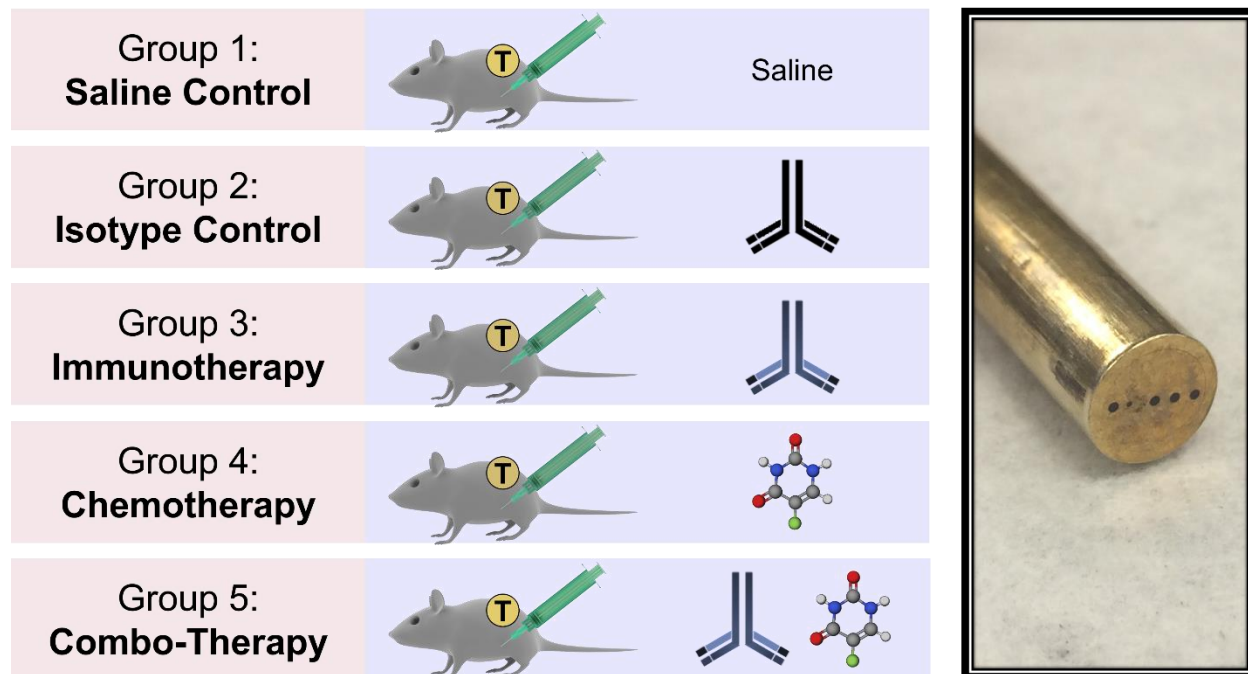 Group 1:
Saline Control
T
Saline
Group 2:
Isotype Control
T
Group 3:
Immunotherapy
T
Group 4:
Chemotherapy
T
Group 5:
Combo-Therapy
T